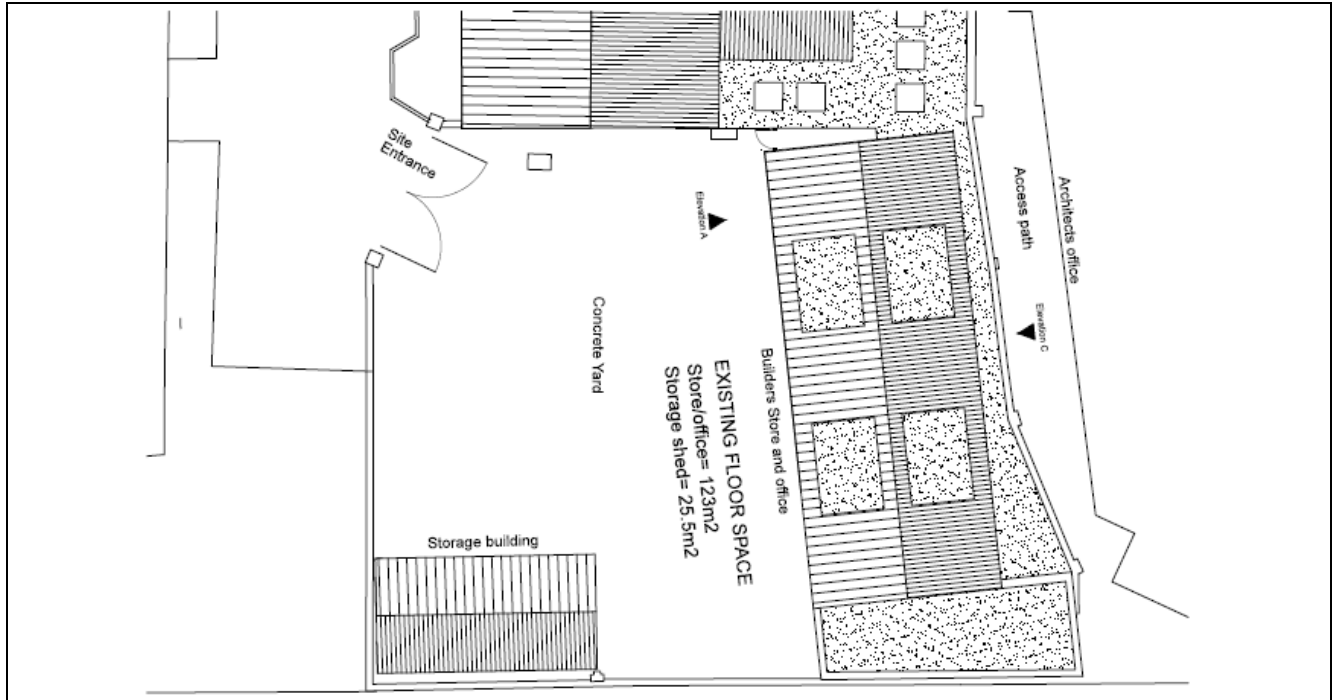 Site
Entrance
Elevation A
Access path
Architects office
Elevation C
Concrete Yard
Builders Store and office
EXISTING FLOOR SPACE
Store/office= 123m2
Storage shed= 25.5m2
Storage building